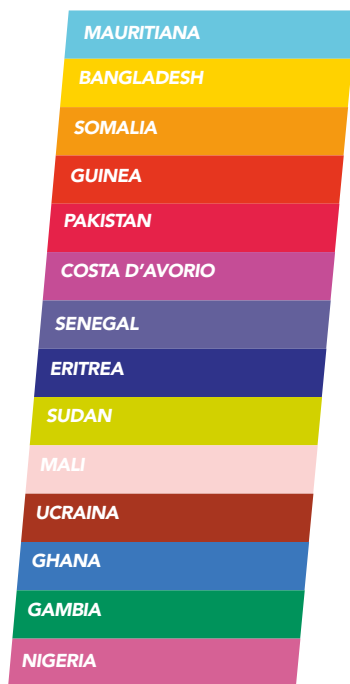 MAURITIANA
BANGLADESH
SOMALIA
GUINEA
PAKISTAN
COSTA D'AVORIO
SENEGAL
ERITREA
SUDAN
MALI
UCRAINA
GHANA
GAMBIA
NIGERIA